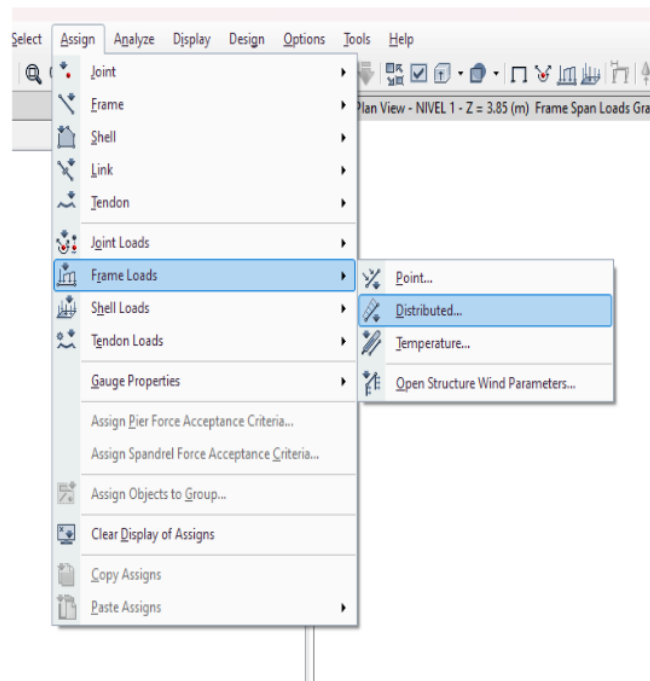 Select Assign Analyze Display Design Options Tools Help
Plan View - NIVEL 1 - Z = 3.85 (m) Frame Span Loads Gra
Joint
Frame
Shell
Link
Tendon
Joint Loads
Frame Loads
Shell Loads
Tendon Loads
Gauge Properties
Assign Pier Force Acceptance Criteria...
Assign Spandrel Force Acceptance Criteria...
Assign Objects to Group...
Clear Display of Assigns
Copy Assigns
Paste Assigns
Point...
Distributed...
Temperature...
Open Structure Wind Parameters...